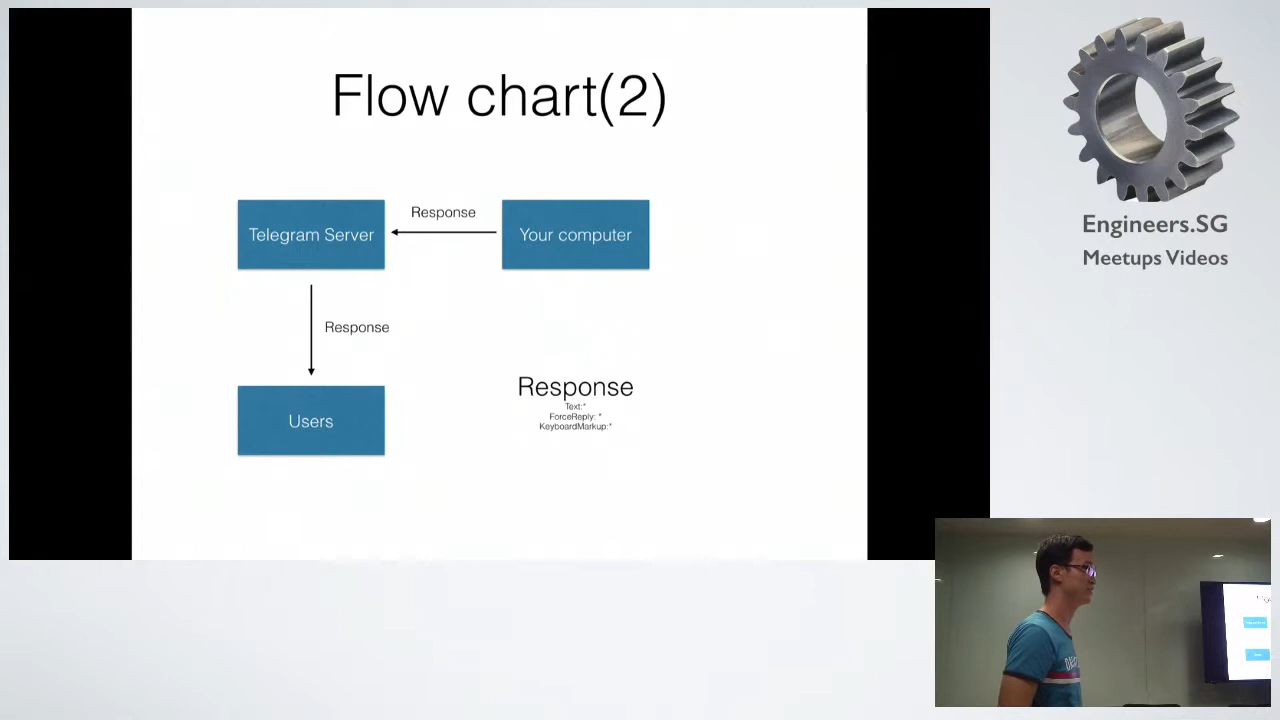 Flow chart(2)
Telegram Server
Response
Your computer
Response
Users
Response
Text:*
ForceReply: *
KeyboardMarkup:*
Engineers.SG
Meetups Videos